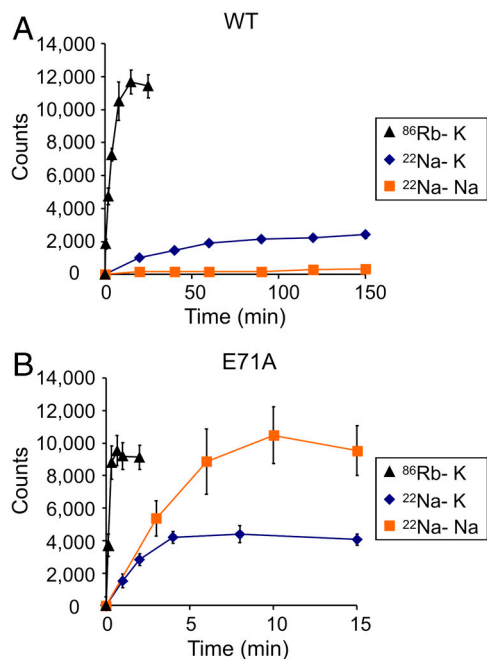 A
WT
14,000
12,000
10,000
8,000
6,000
4,000
2,000
0
Counts
0
50
100
150
Time (min)
⁸⁶Rb- K
²²Na- K
²²Na- Na
B
E71A
14,000
12,000
10,000
8,000
6,000
4,000
2,000
0
Counts
0
5
10
15
Time (min)
⁸⁶Rb- K
²²Na- K
²²Na- Na